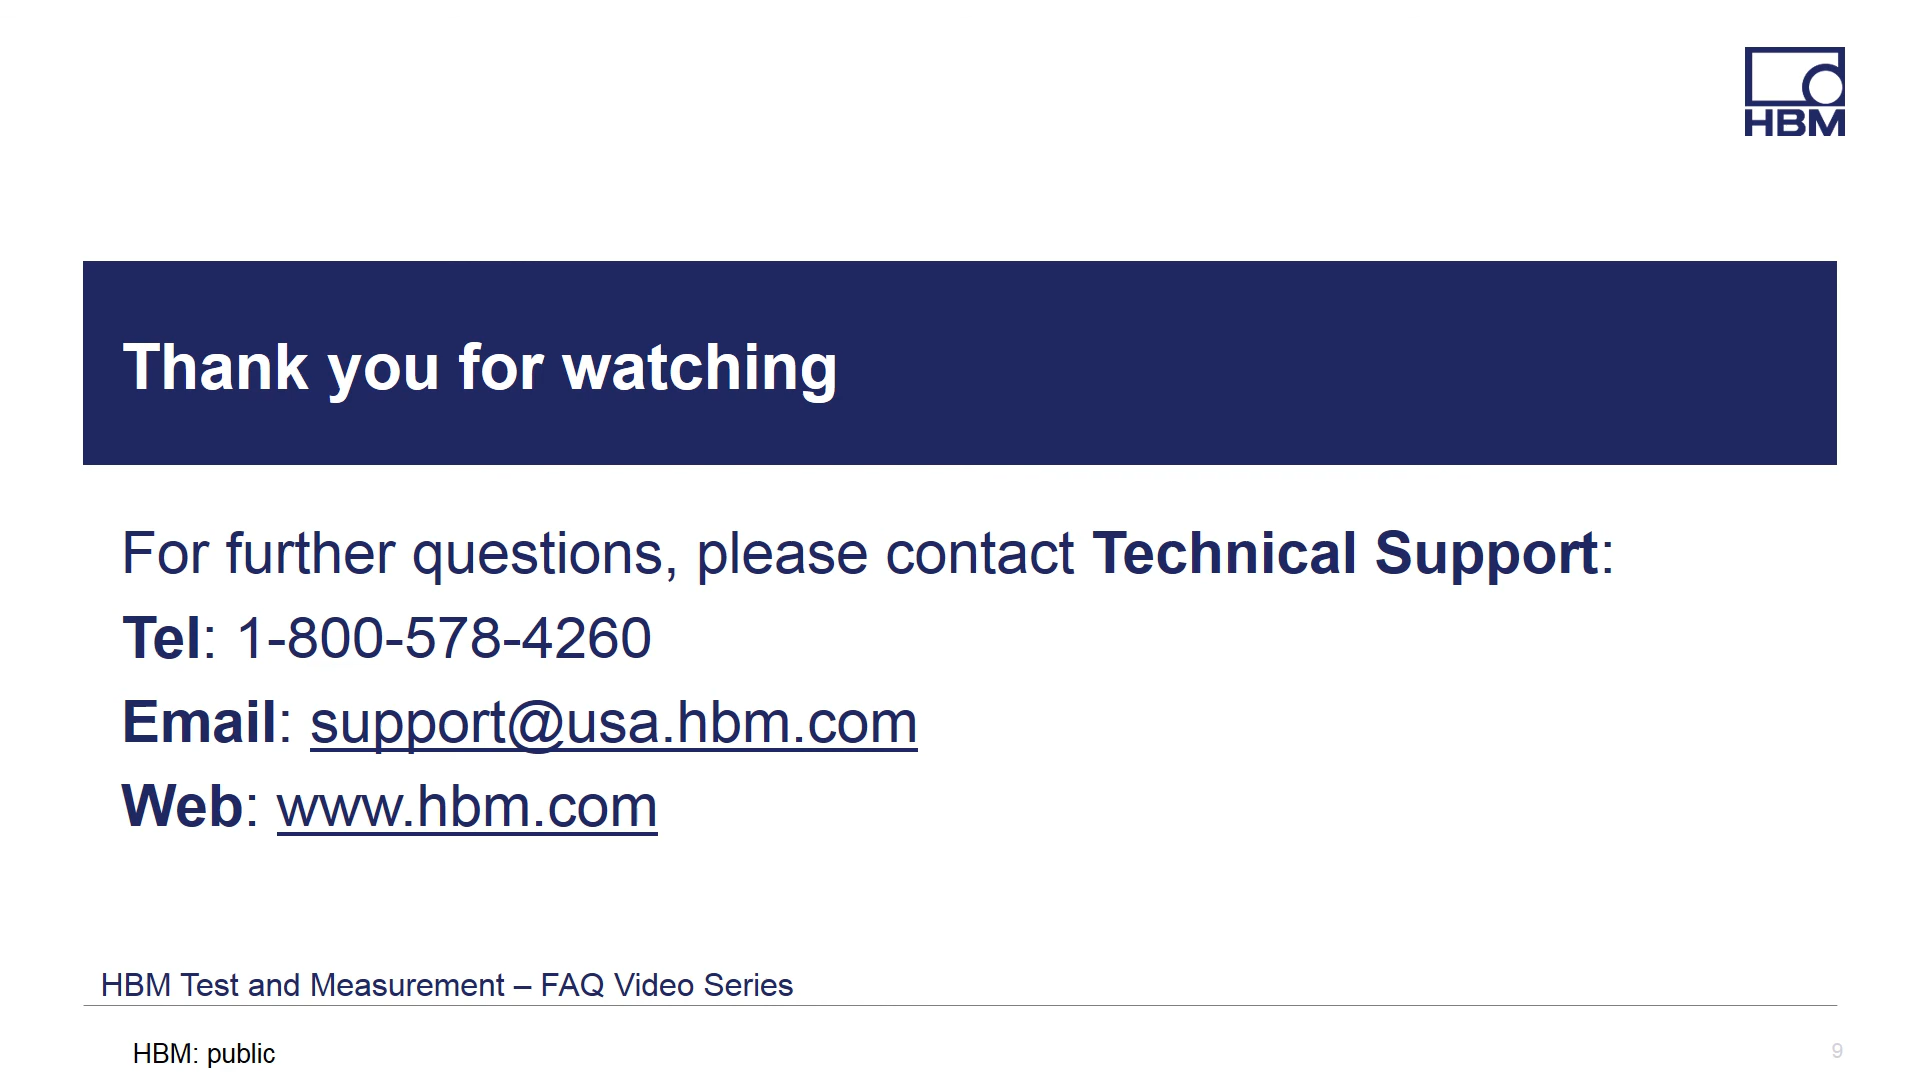 HBM
Thank you for watching
For further questions, please contact Technical Support:
Tel: 1-800-578-4260
Email: support@usa.hbm.com
Web: www.hbm.com
HBM Test and Measurement – FAQ Video Series
HBM: public
9